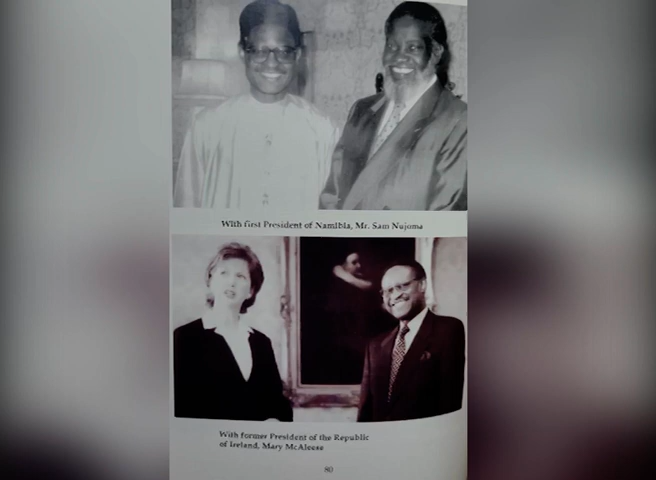 With first President of Namibia, Mr. Sam Nujoma
With former President of the Republic
of Ireland, Mary McAleese
80